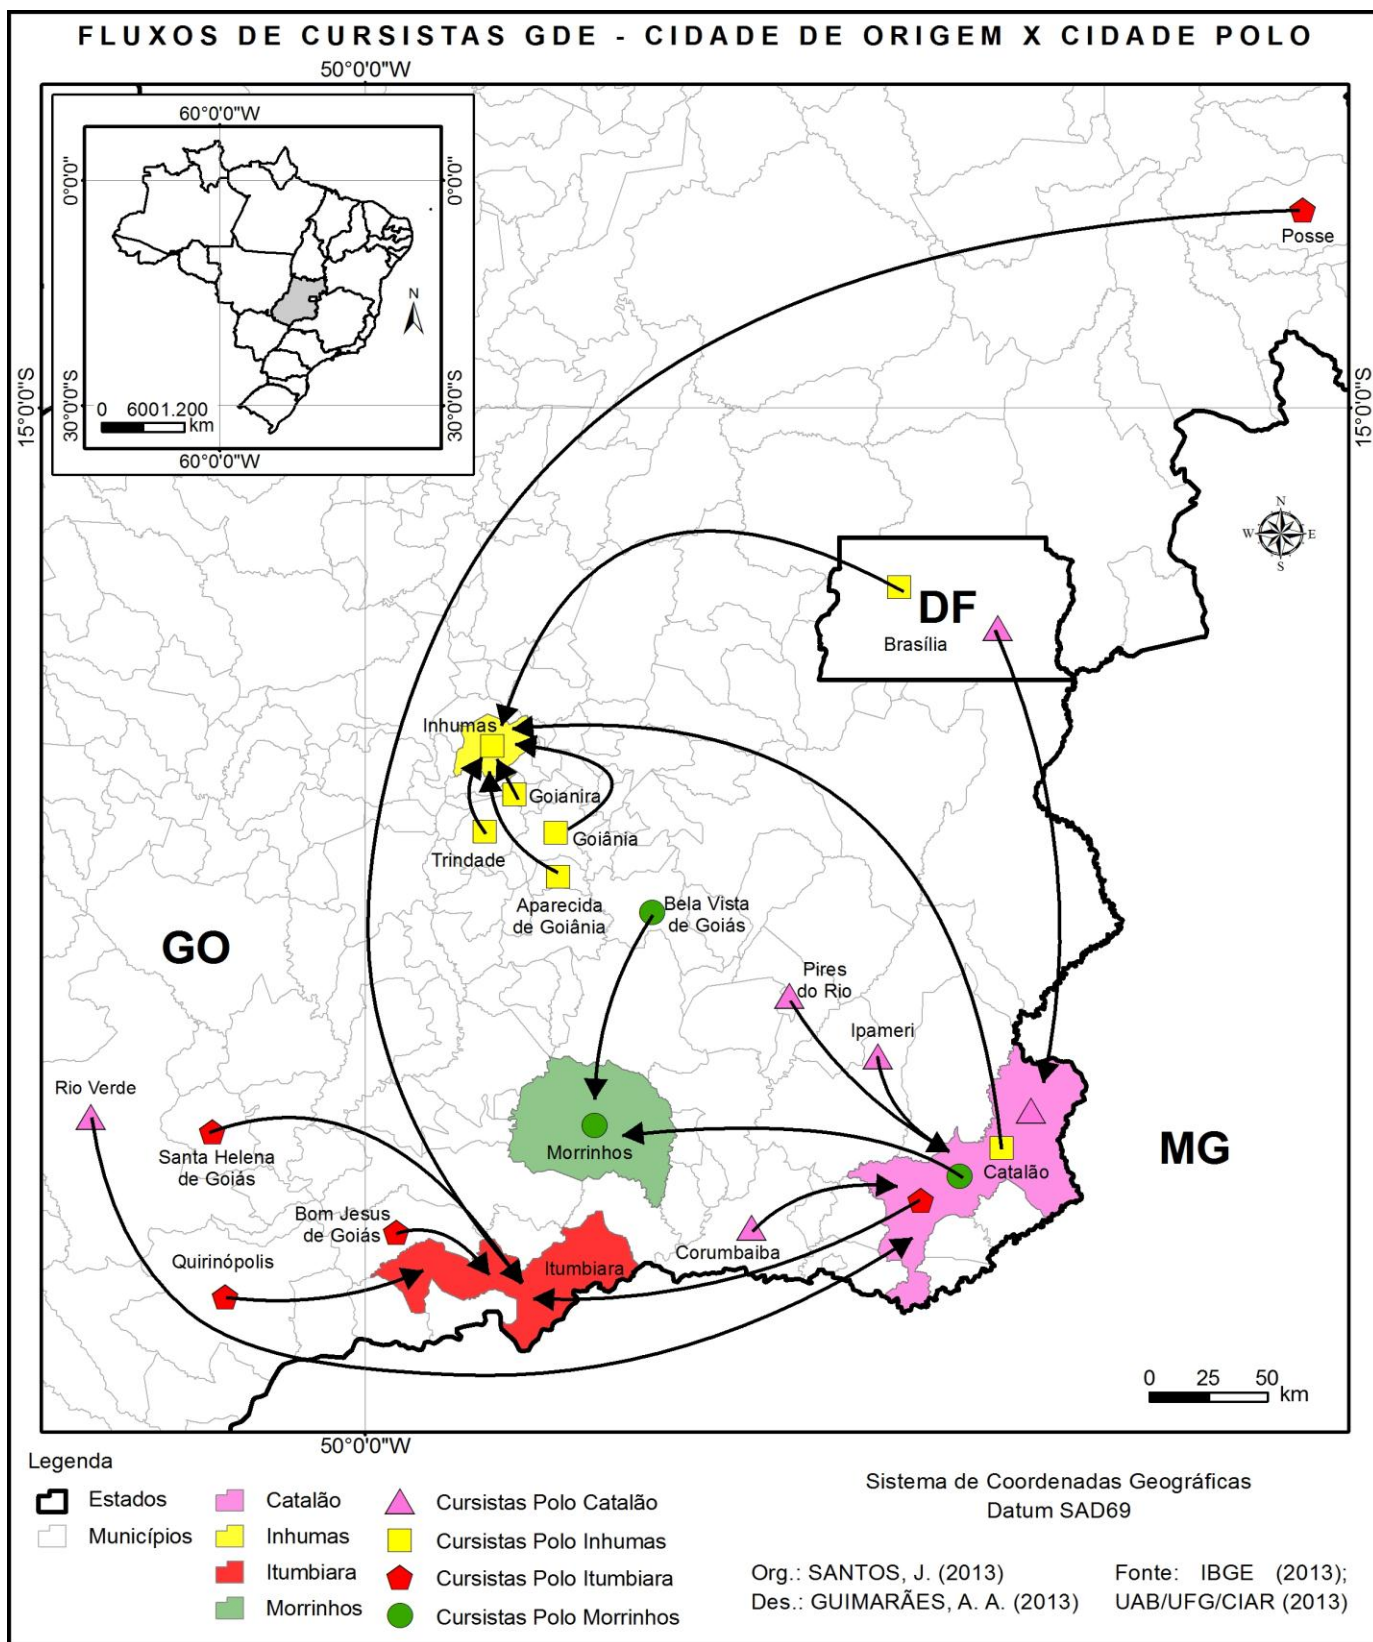 FLUXOS DE CURSISTAS GDE - CIDADE DE ORIGEM X CIDADE POLO
50°0'0"W
60°0'0"W
0°0'0"
0°0'0"
N
30°0'0"S
30°0'0"S
0 6001.200
km
60°0'0"W
15°0'0"S
15°0'0"S
Posse
N
W E
S
DF
Brasília
Inhumas
Goianira
Goiânia
Trindade
Aparecida
de Goiânia
Bela Vista
de Goiás
GO
Pires
do Rio
Ipameri
Rio Verde
Santa Helena
de Goiás
Morrinhos
MG
Catalão
Bom Jesus
de Goiás
Corumbaiba
Quirinópolis
Itumbiara
0 25 50
km
50°0'0"W
Legenda
Estados
Municípios
Catalão
Inhumas
Itumbiara
Morrinhos
Cursistas Polo Catalão
Cursistas Polo Inhumas
Cursistas Polo Itumbiara
Cursistas Polo Morrinhos
Sistema de Coordenadas Geográficas
Datum SAD69
Org.: SANTOS, J. (2013)
Des.: GUIMARÃES, A. A. (2013)
Fonte: IBGE (2013);
UAB/UFG/CIAR (2013)